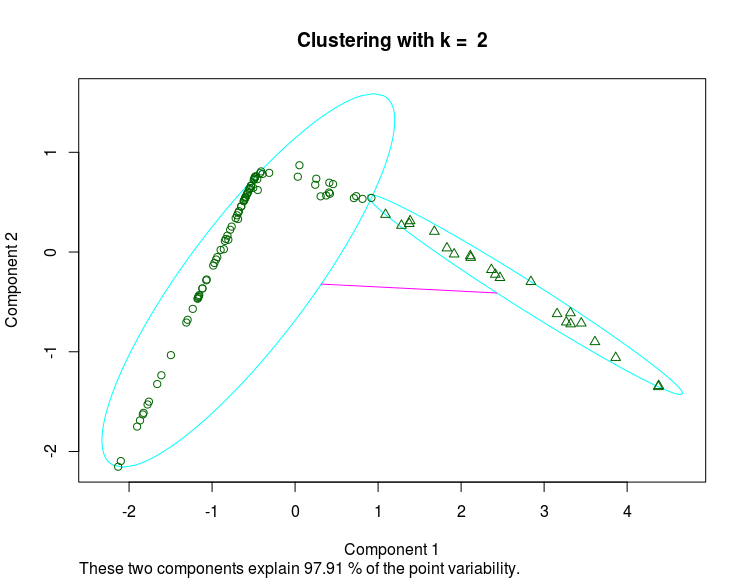 Clustering with k = 2
1
0
-1
-2
Component 2
-2 -1 0 1 2 3 4
Component 1
These two components explain 97.91 % of the point variability.